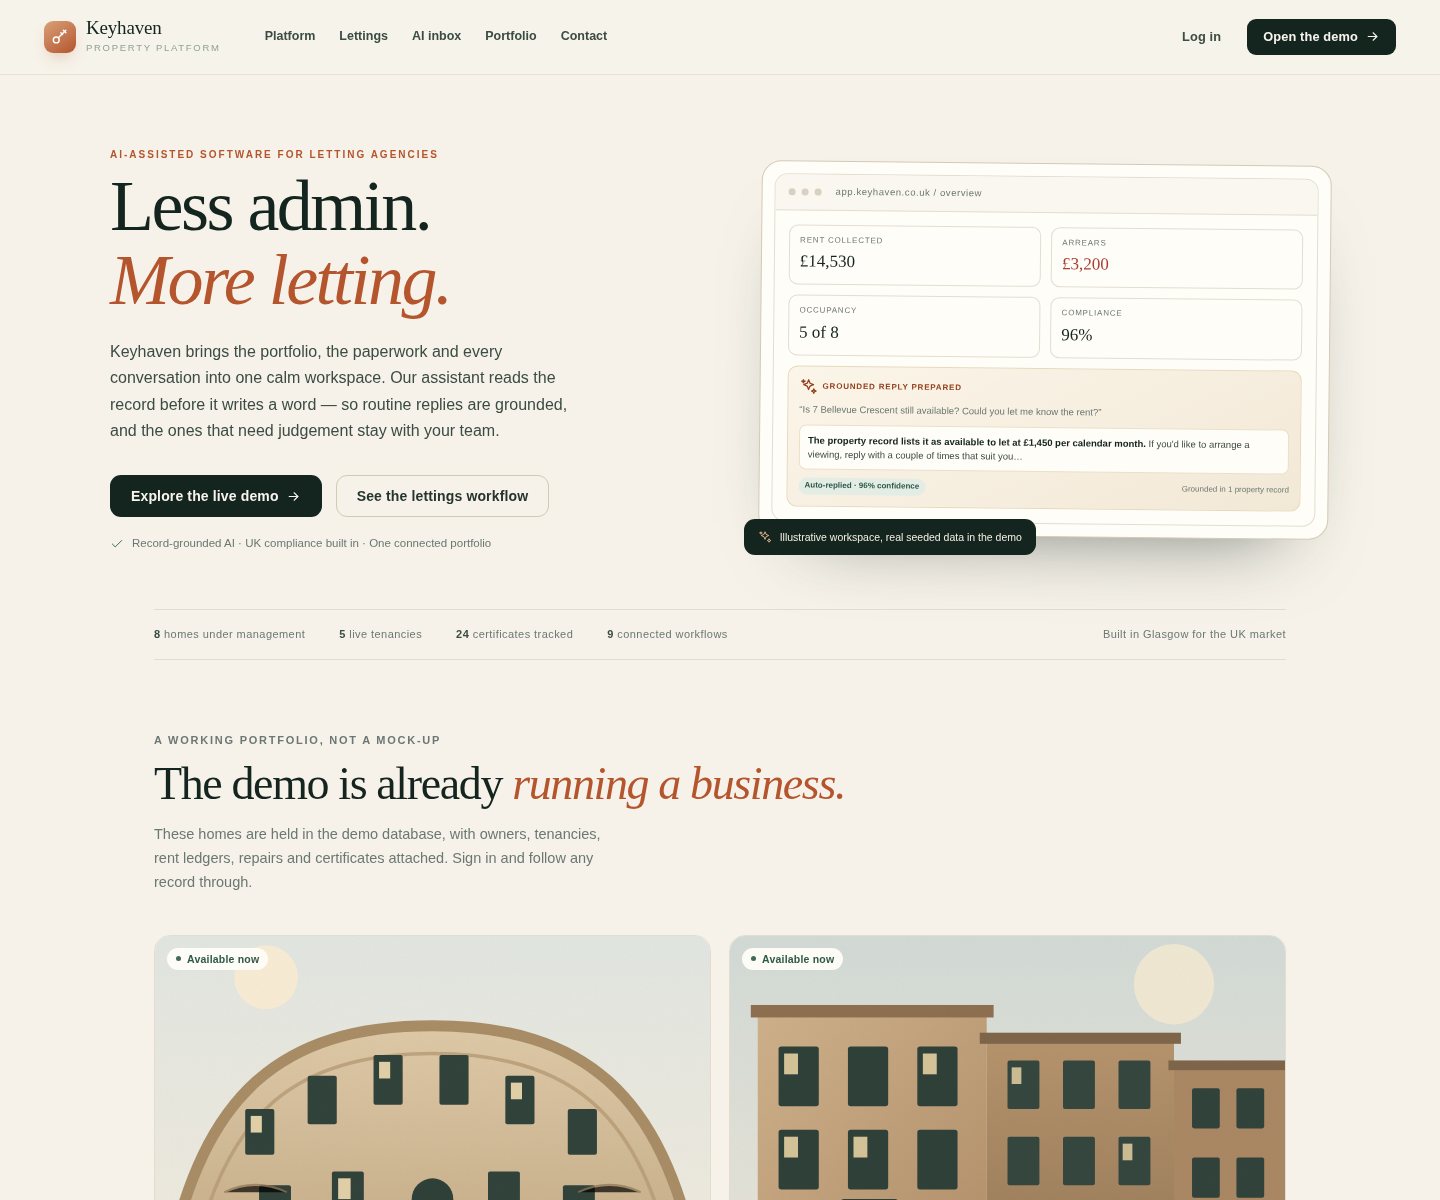 Keyhaven
PROPERTY PLATFORM
Platform Lettings AI inbox Portfolio Contact
Log in
Open the demo →
AI-ASSISTED SOFTWARE FOR LETTING AGENCIES
Less admin.
More letting.
Keyhaven brings the portfolio, the paperwork and every
conversation into one calm workspace. Our assistant reads the
record before it writes a word — so routine replies are grounded,
and the ones that need judgement stay with your team.
Explore the live demo →
See the lettings workflow
Record-grounded AI · UK compliance built in · One connected portfolio
app.keyhaven.co.uk / overview
RENT COLLECTED
£14,530
ARREARS
£3,200
OCCUPANCY
5 of 8
COMPLIANCE
96%
GROUNDED REPLY PREPARED
"Is 7 Bellevue Crescent still available? Could you let me know the rent?"
The property record lists it as available to let at £1,450 per calendar month. If you'd like to arrange a
viewing, reply with a couple of times that suit you…
Auto-replied · 96% confidence
Grounded in 1 property record
Illustrative workspace, real seeded data in the demo
8 homes under management
5 live tenancies
24 certificates tracked
9 connected workflows
Built in Glasgow for the UK market
A WORKING PORTFOLIO, NOT A MOCK-UP
The demo is already running a business.
These homes are held in the demo database, with owners, tenancies,
rent ledgers, repairs and certificates attached. Sign in and follow any
record through.
Available now
Available now